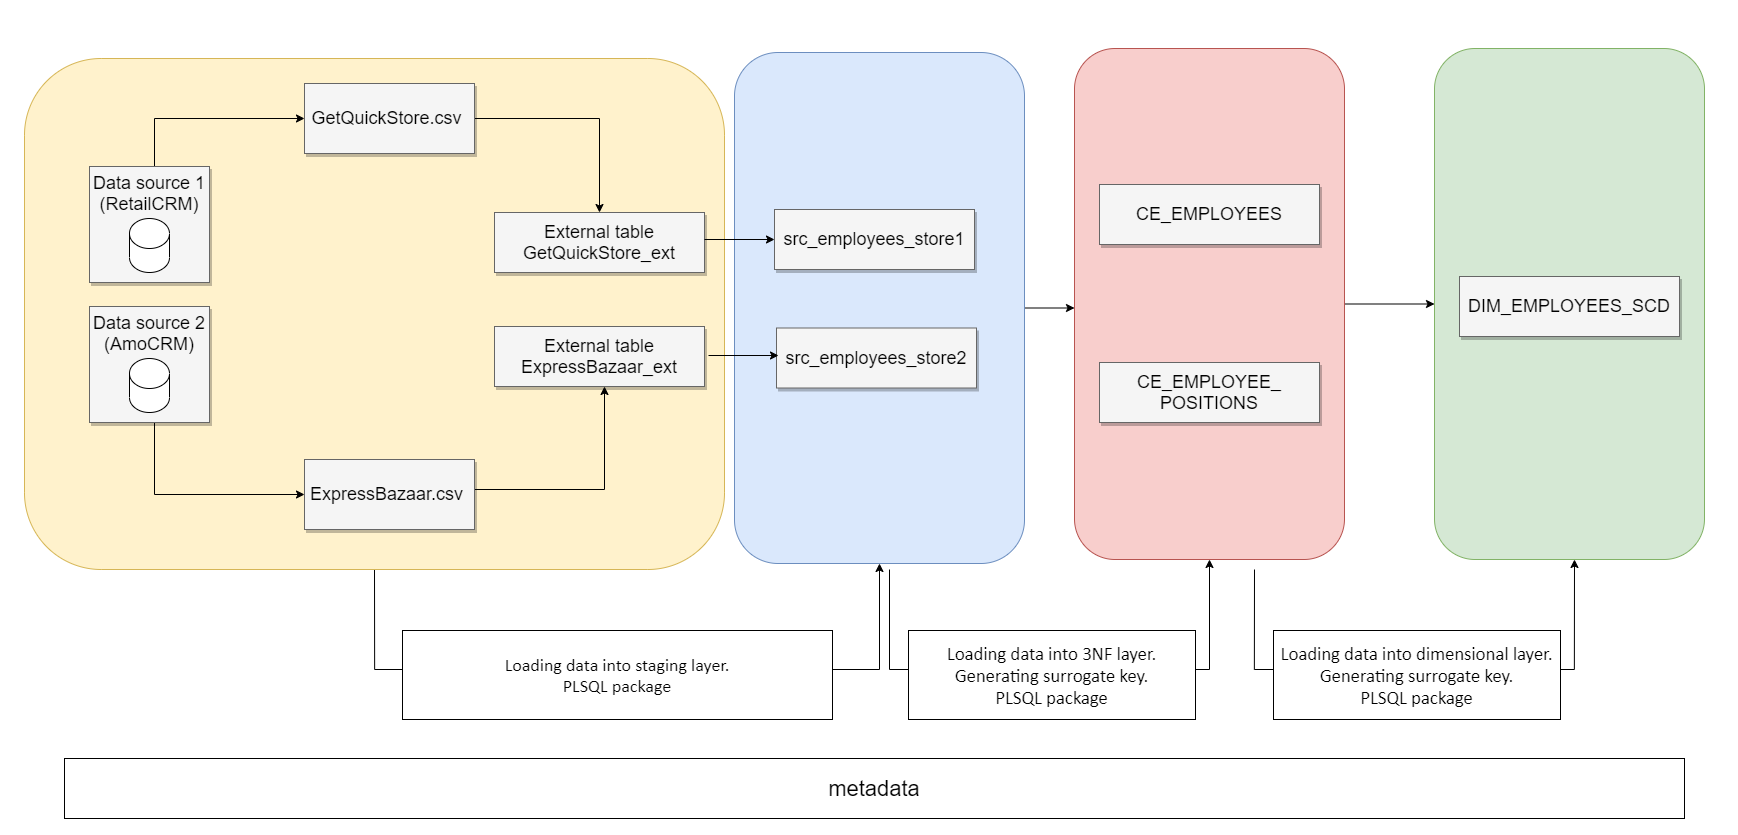 GetQuickStore.csv
Data source 1
(RetailCRM)
External table
GetQuickStore_ext
Data source 2
(AmoCRM)
External table
ExpressBazaar_ext
ExpressBazaar.csv
src_employees_store1
src_employees_store2
CE_EMPLOYEES
CE_EMPLOYEE_
POSITIONS
DIM_EMPLOYEES_SCD
Loading data into staging layer.
PLSQL package
Loading data into 3NF layer.
Generating surrogate key.
PLSQL package
Loading data into dimensional layer.
Generating surrogate key.
PLSQL package
metadata